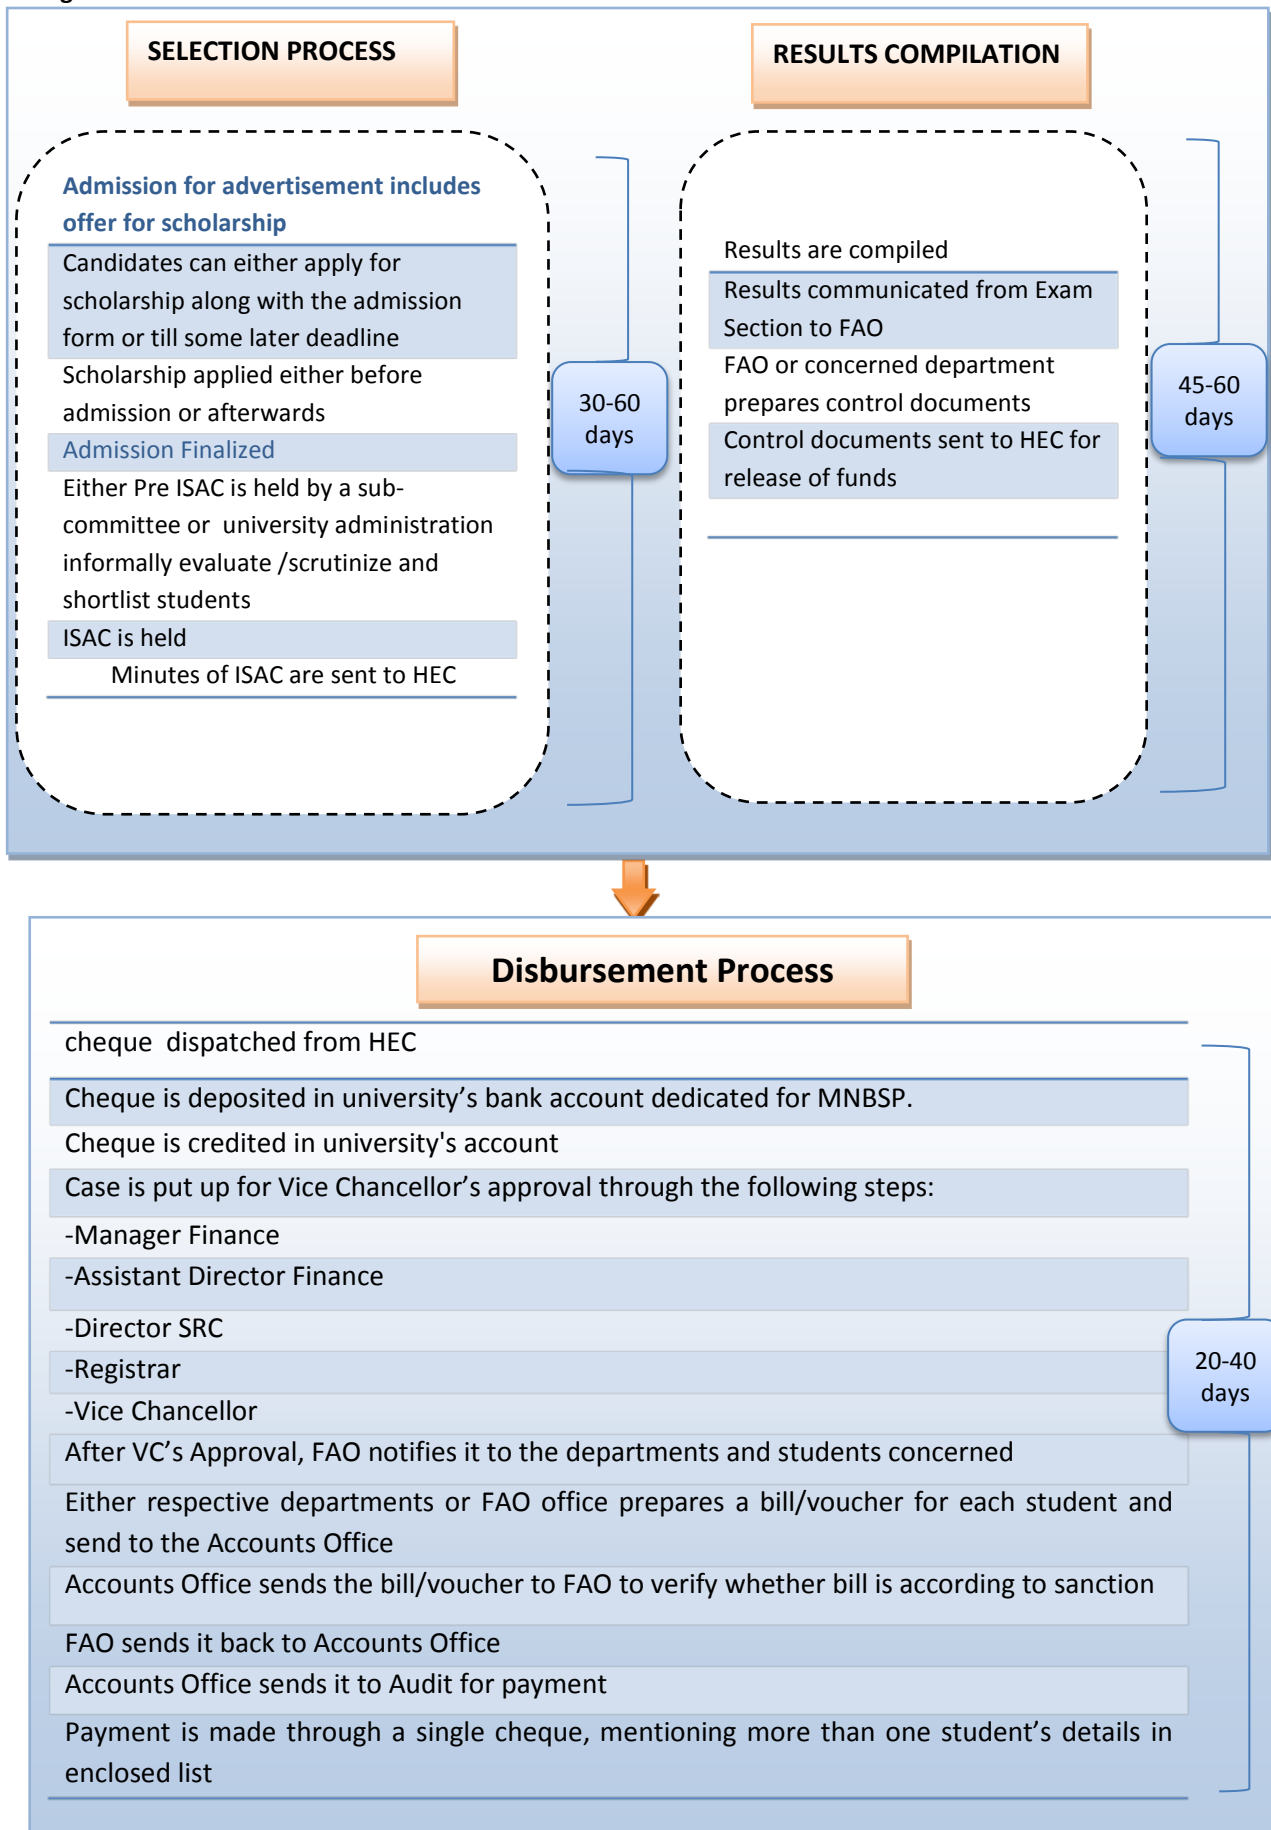 SELECTION PROCESS
Admission for advertisement includes
offer for scholarship
Candidates can either apply for
scholarship along with the admission
form or till some later deadline
Scholarship applied either before
admission or afterwards
Admission Finalized
Either Pre ISAC is held by a sub-
committee or university administration
informally evaluate /scrutinize and
shortlist students
ISAC is held
Minutes of ISAC are sent to HEC
30-60
days
RESULTS COMPILATION
Results are compiled
Results communicated from Exam
Section to FAO
FAO or concerned department
prepares control documents
Control documents sent to HEC for
release of funds
45-60
days
Disbursement Process
cheque dispatched from HEC
Cheque is deposited in university’s bank account dedicated for MNBSP.
Cheque is credited in university's account
Case is put up for Vice Chancellor’s approval through the following steps:
-Manager Finance
-Assistant Director Finance
-Director SRC
-Registrar
-Vice Chancellor
After VC’s Approval, FAO notifies it to the departments and students concerned
Either respective departments or FAO office prepares a bill/voucher for each student and
send to the Accounts Office
Accounts Office sends the bill/voucher to FAO to verify whether bill is according to sanction
FAO sends it back to Accounts Office
Accounts Office sends it to Audit for payment
Payment is made through a single cheque, mentioning more than one student’s details in
enclosed list
20-40
days